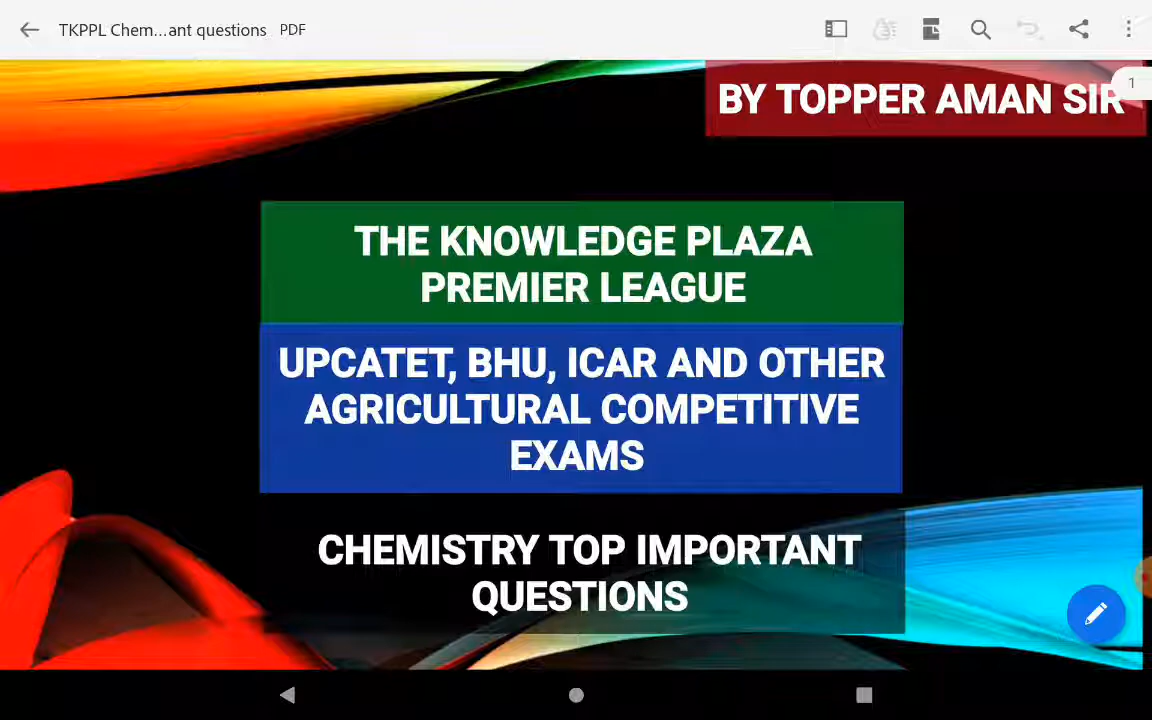 TKPPL Chem...ant questions PDF
1
BY TOPPER AMAN SIR
THE KNOWLEDGE PLAZA
PREMIER LEAGUE
UPCATET, BHU, ICAR AND OTHER
AGRICULTURAL COMPETITIVE
EXAMS
CHEMISTRY TOP IMPORTANT
QUESTIONS